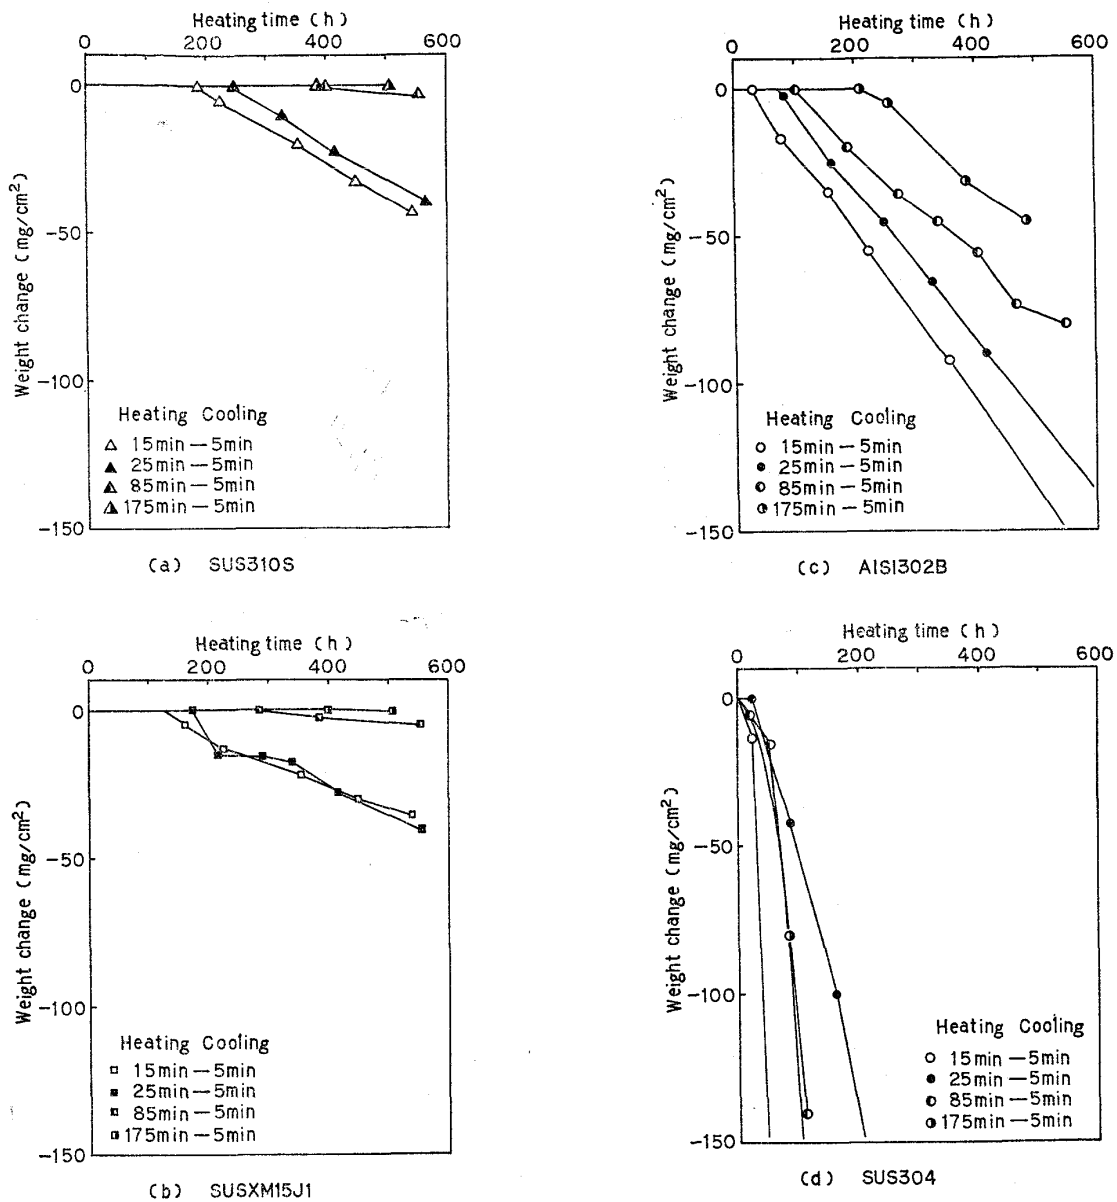 Heating time (h)
0 200 400 600
0
-50
-100
-150
Weight change (mg/cm²)
Heating Cooling
△ 15min — 5min
▲ 25min — 5min
85min — 5min
175min — 5min
(a) SUS310S
Heating time (h)
0 200 400 600
0
-50
-100
-150
Weight change (mg/cm²)
Heating Cooling
○ 15min — 5min
● 25min — 5min
◐ 85min — 5min
◑ 175min — 5min
(c) AISI302B
Heating time (h)
0 200 400 600
0
-50
-100
-150
Weight change (mg/cm²)
Heating Cooling
□ 15min — 5min
■ 25min — 5min
◧ 85min — 5min
◨ 175min — 5min
(b) SUSXM15J1
Heating time (h)
0 200 400 600
0
-50
-100
-150
Weight change (mg/cm²)
Heating Cooling
○ 15min — 5min
● 25min — 5min
◐ 85min — 5min
◑ 175min — 5min
(d) SUS304